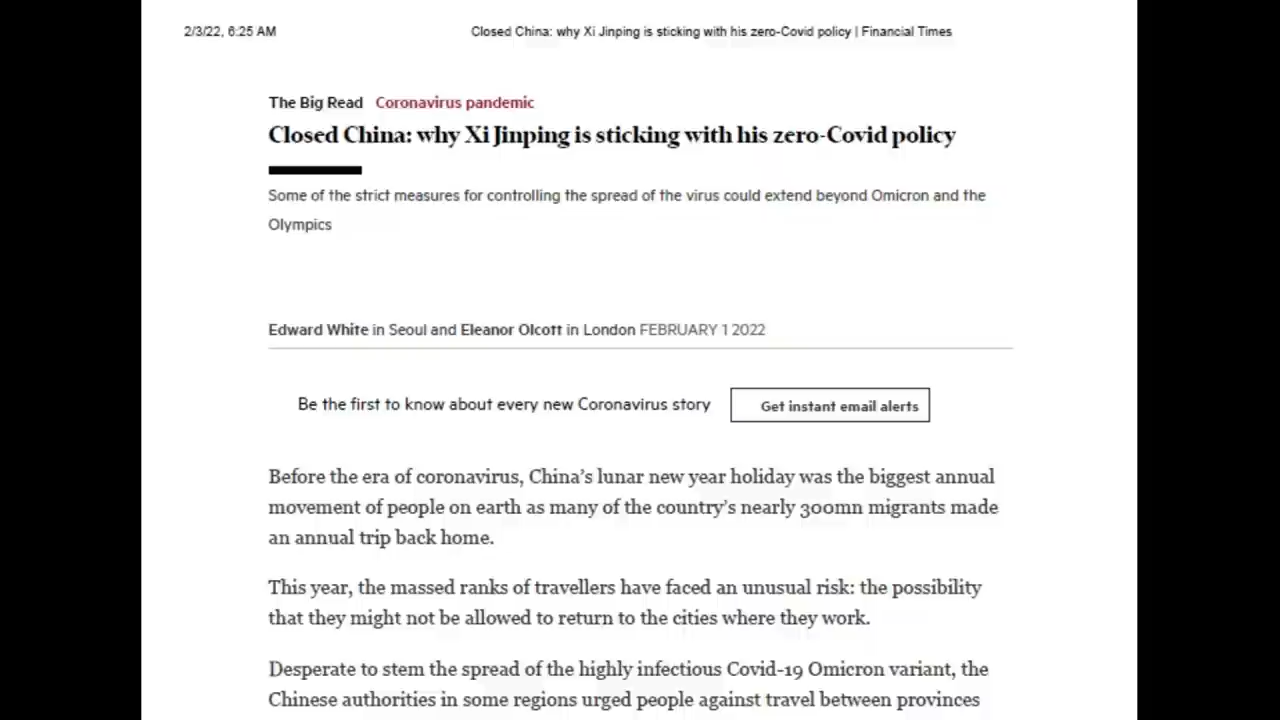 2/3/22, 6:25 AM
Closed China: why Xi Jinping is sticking with his zero-Covid policy | Financial Times
The Big Read Coronavirus pandemic
Closed China: why Xi Jinping is sticking with his zero-Covid policy
Some of the strict measures for controlling the spread of the virus could extend beyond Omicron and the
Olympics
Edward White in Seoul and Eleanor Olcott in London FEBRUARY 1 2022
Be the first to know about every new Coronavirus story
Get instant email alerts
Before the era of coronavirus, China’s lunar new year holiday was the biggest annual
movement of people on earth as many of the country’s nearly 300mn migrants made
an annual trip back home.
This year, the massed ranks of travellers have faced an unusual risk: the possibility
that they might not be allowed to return to the cities where they work.
Desperate to stem the spread of the highly infectious Covid-19 Omicron variant, the
Chinese authorities in some regions urged people against travel between provinces